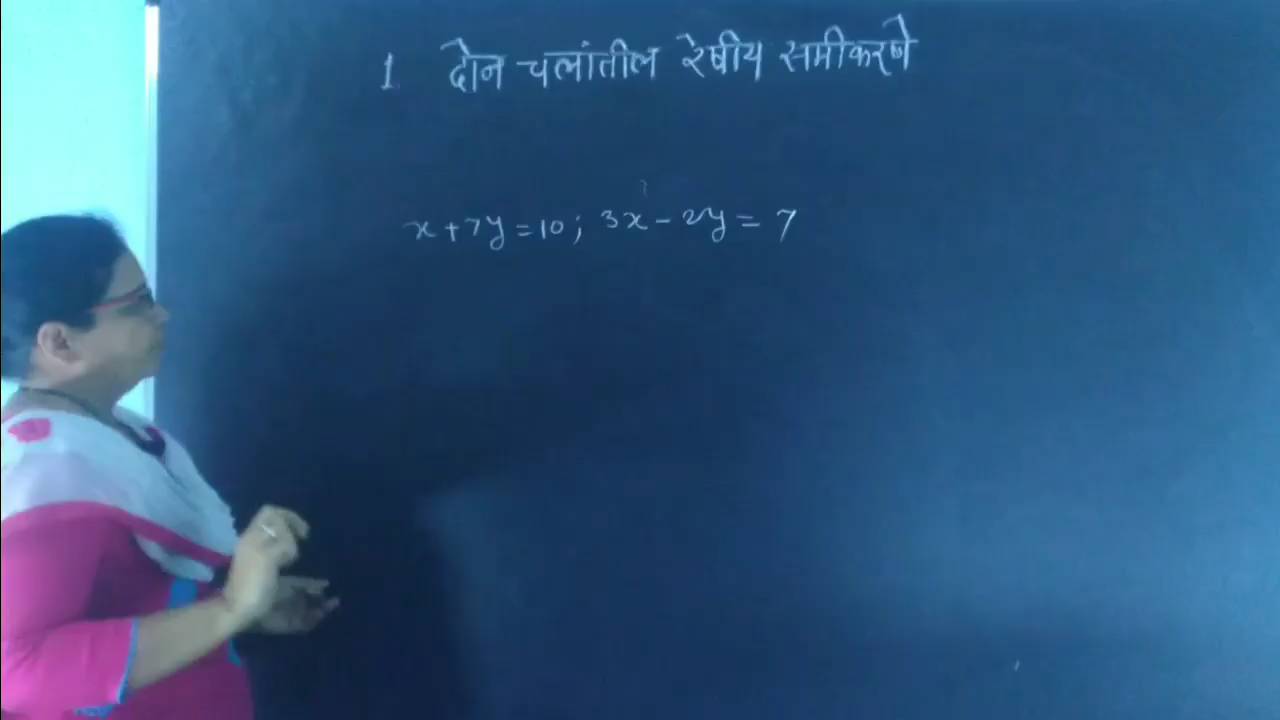 1 दोन चलांतील रेषीय समीकरणे
x + 7y = 10 ; 3x - 2y = 7